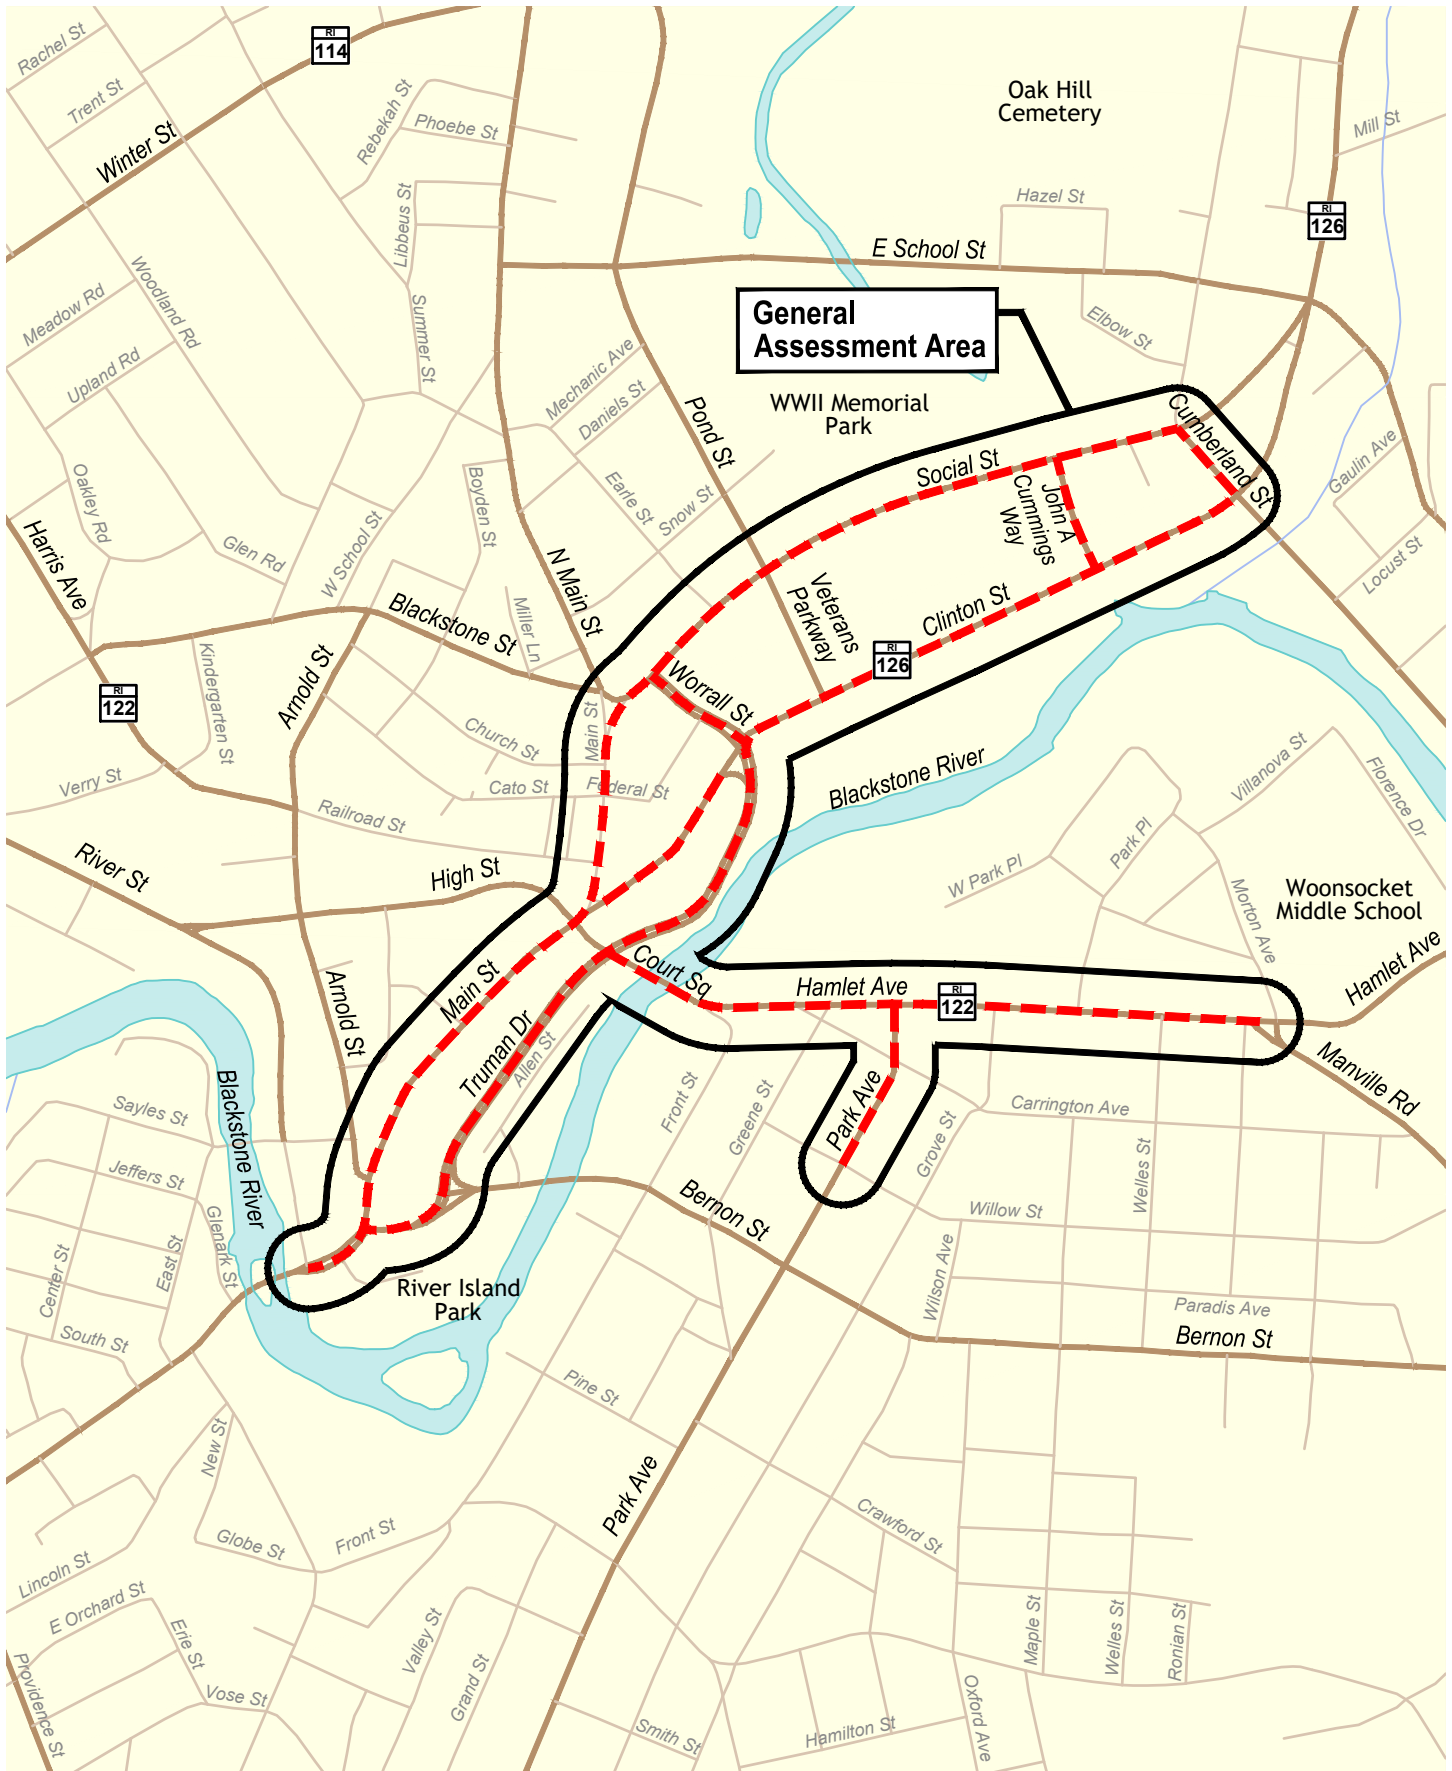 Rachel St
RI
114
Trent St
Winter St
Rebekah St
Phoebe St
Oak Hill
Cemetery
Mill St
Libbeus St
Hazel St
RI
126
E School St
Woodland Rd
Meadow Rd
Upland Rd
Summer St
General
Assessment Area
Elbow St
Mechanic Ave
Daniels St
Pond St
WWII Memorial
Park
Cumberland St
Gaulin Ave
Oakley Rd
Boyden St
Earle St
Snow St
Social St
John A
Cummings
Way
Harris Ave
Glen Rd
W School St
N Main St
Locust St
Blackstone St
Miller Ln
Veterans
Parkway
Clinton St
RI
126
Kindergarten St
Arnold St
Worrall St
RI
122
Church St
Main St
Verry St
Cato St
Federal St
Railroad St
Blackstone River
Villanova St
Florence Dr
Park Pl
W Park Pl
River St
High St
Morton Ave
Woonsocket
Middle School
Hamlet Ave
Court Sq
Hamlet Ave
RI
122
Main St
Arnold St
Truman Dr
Allen St
Manville Rd
Blackstone River
Sayles St
Front St
Greene St
Park Ave
Grove St
Carrington Ave
Welles St
Jeffers St
Glenark St
East St
Center St
Bernon St
Willow St
Wilson Ave
South St
River Island
Park
Paradis Ave
Bernon St
Pine St
New St
Park Ave
Globe St
Front St
Crawford St
Lincoln St
E Orchard St
Erie St
Valley St
Grand St
Maple St
Welles St
Ronian St
Providence St
Vose St
Smith St
Hamilton St
Oxford Ave